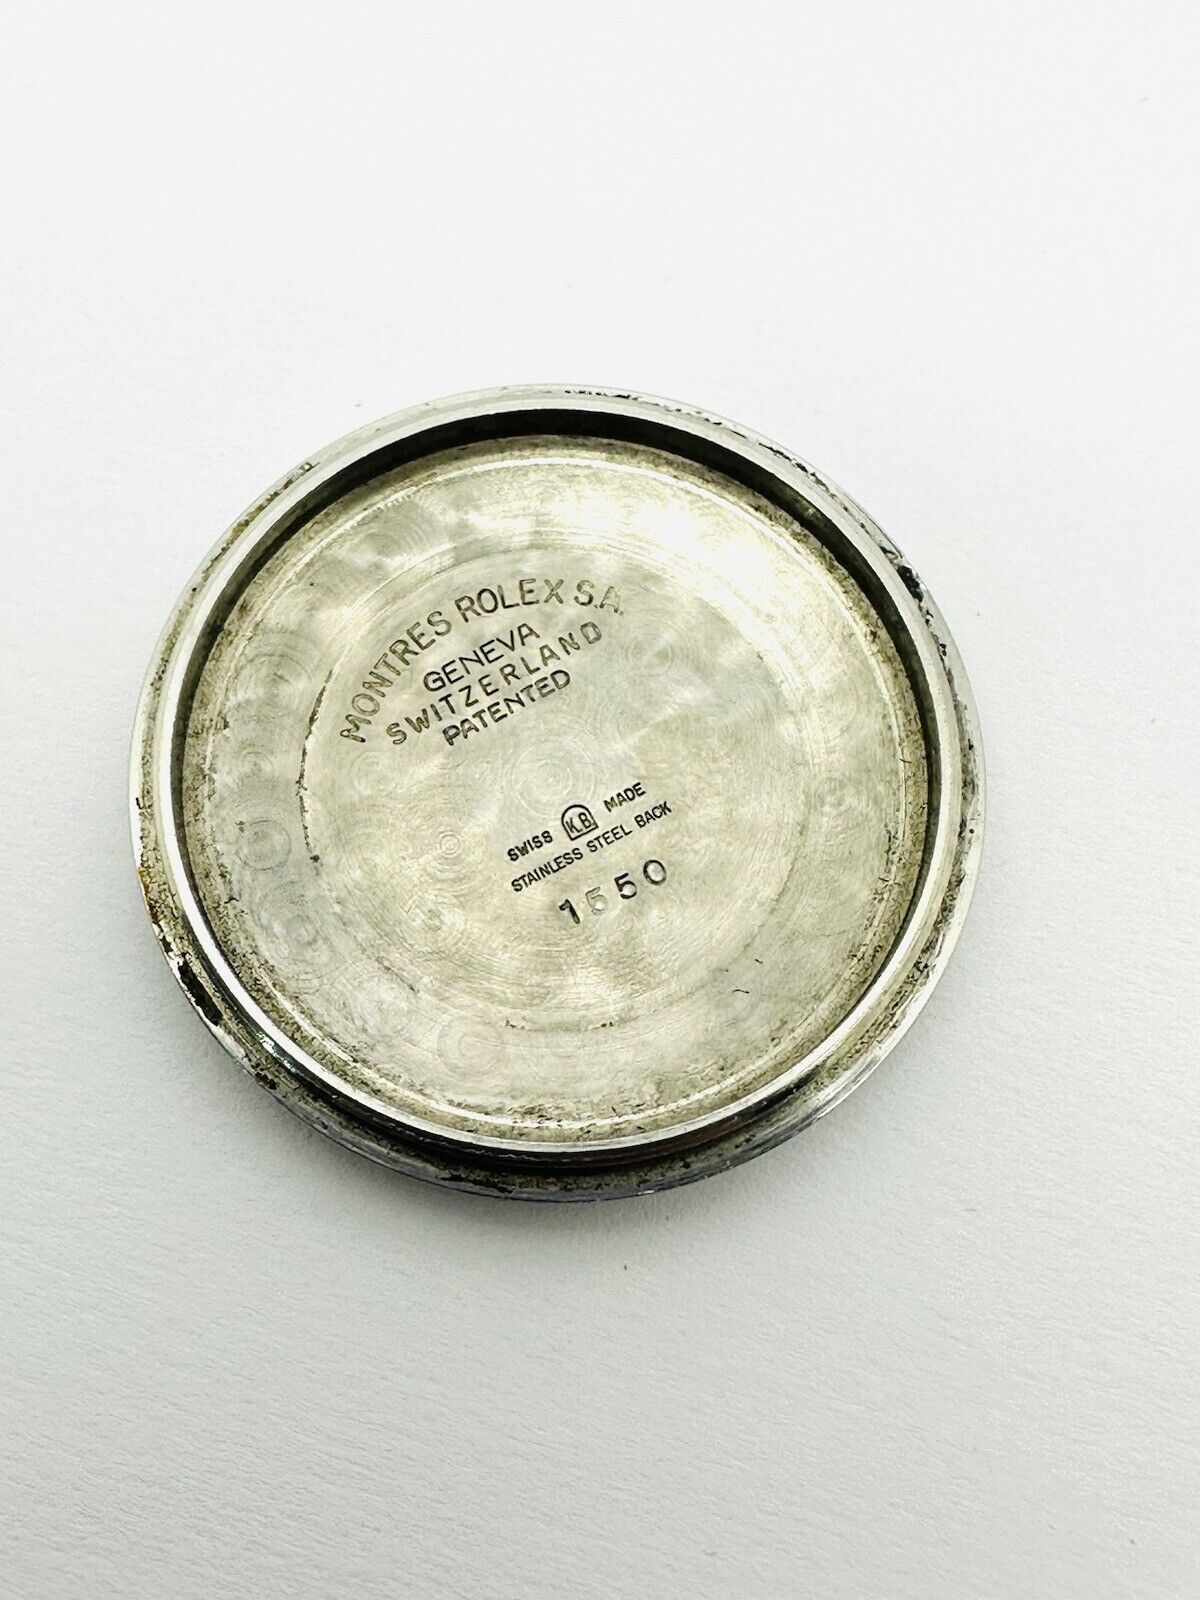 MONTRES ROLEX S.A.
GENEVA
SWITZERLAND
PATENTED
SWISS K.B. MADE
STAINLESS STEEL BACK
1550